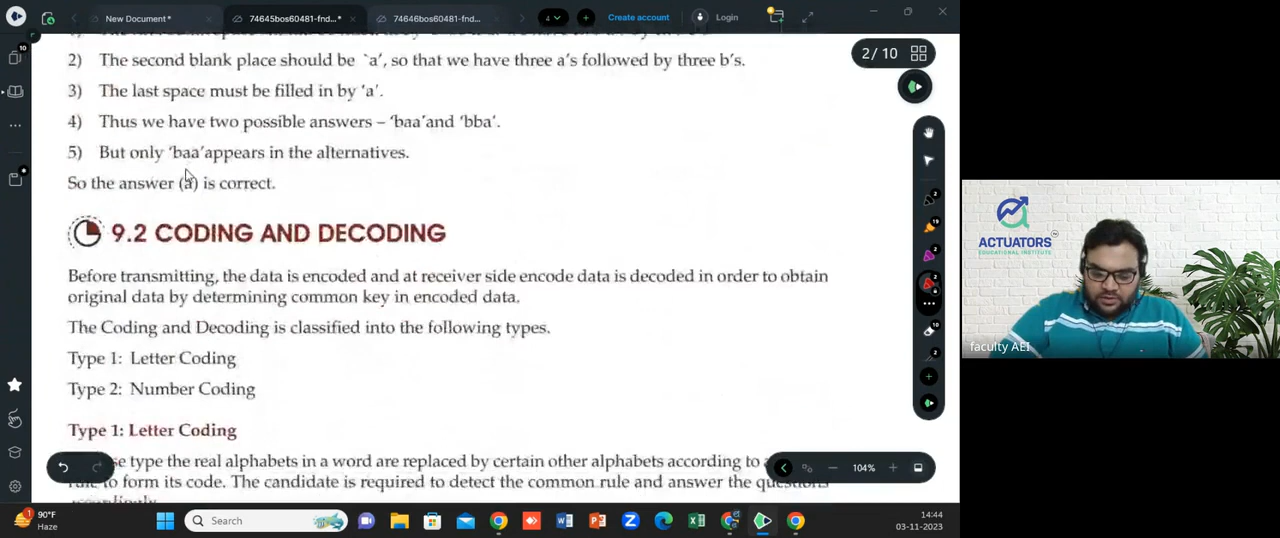 New Document *
74645bos60481-fnd...*
74646bos60481-fnd...
4
Create account
Login
2) The second blank place should be `a', so that we have three a's followed by three b's.
2 / 10
3) The last space must be filled in by 'a'.
4) Thus we have two possible answers – 'baa'and 'bba'.
5) But only 'baa'appears in the alternatives.
So the answer (a) is correct.
9.2 CODING AND DECODING
Before transmitting, the data is encoded and at receiver side encode data is decoded in order to obtain
original data by determining common key in encoded data.
The Coding and Decoding is classified into the following types.
Type 1: Letter Coding
Type 2: Number Coding
Type 1: Letter Coding
type the real alphabets in a word are replaced by certain other alphabets according to a
rule to form its code. The candidate is required to detect the common rule and answer the questions
accordingly.
104%
ACTUATORS
EDUCATIONAL INSTITUTE
faculty AEI
90°F
Haze
Search
14:44
03-11-2023